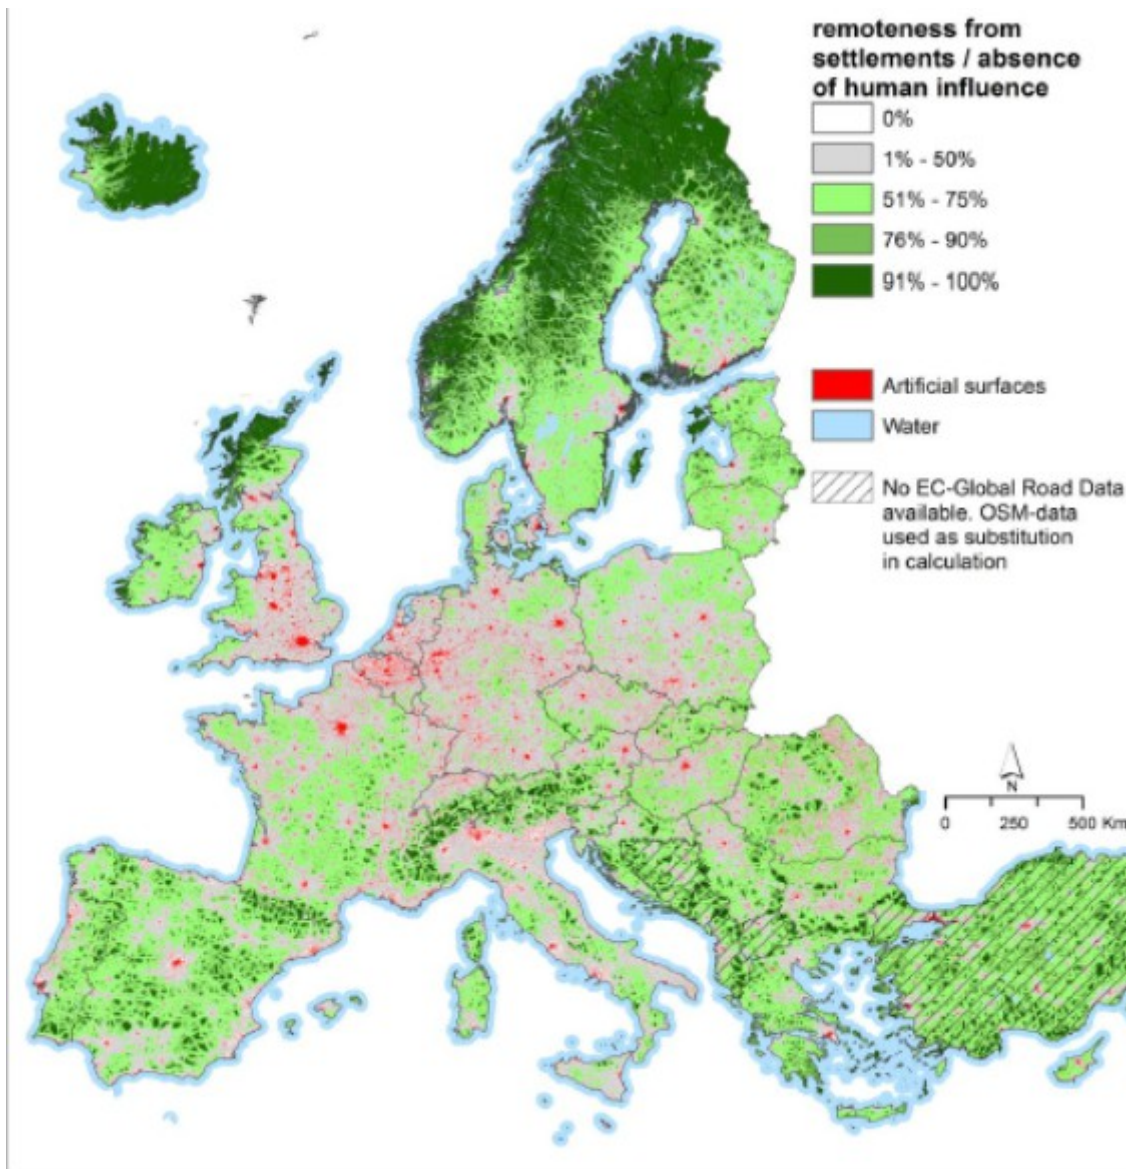 remoteness from
settlements / absence
of human influence
0%
1% - 50%
51% - 75%
76% - 90%
91% - 100%
Artificial surfaces
Water
No EC-Global Road Data
available. OSM-data
used as substitution
in calculation
N
0 250 500 Km